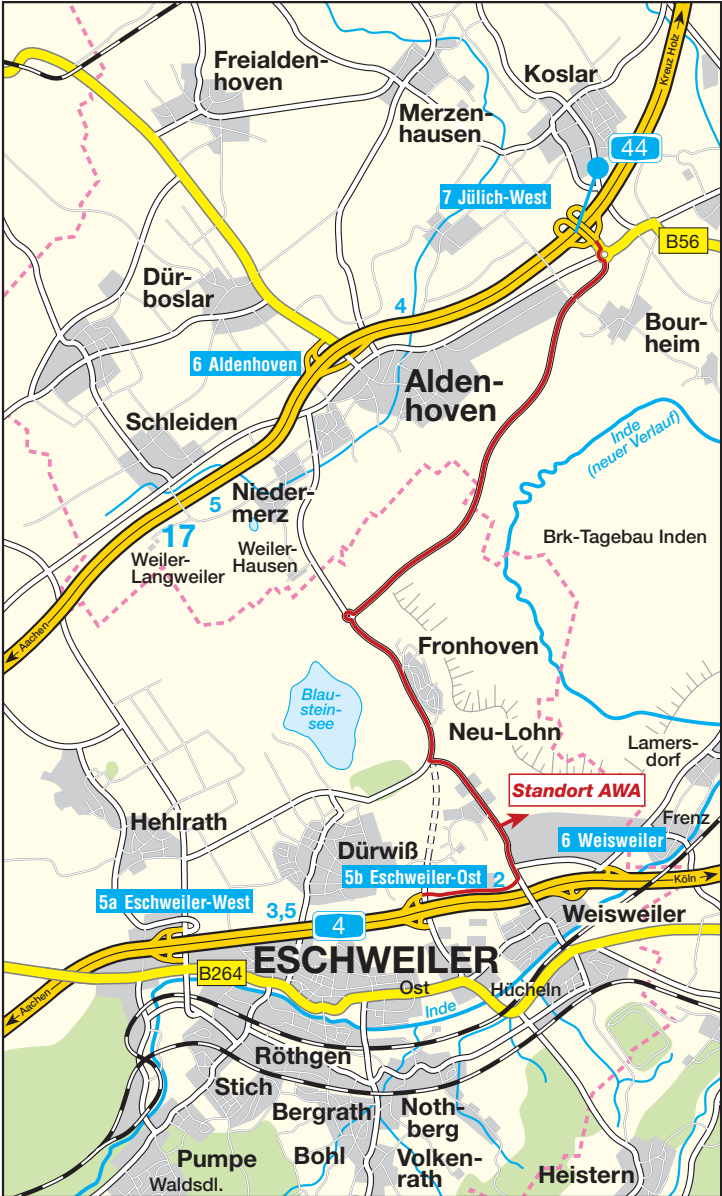 Kreuz Holz
Freialden-
hoven
Koslar
Merzen-
hausen
44
7 Jülich-West
B56
Dür-
boslar
4
Bour-
heim
6 Aldenhoven
Alden-
hoven
Schleiden
Inde
(neuer Verlauf)
Nieder-
merz
5
17
Weiler-
Langweiler
Weiler-
Hausen
Brk-Tagebau Inden
Aachen
Fronhoven
Blau-
stein-
see
Neu-Lohn
Lamers-
dorf
Standort AWA
Frenz
Hehlrath
Dürwiß
6 Weisweiler
5b Eschweiler-Ost
2
Köln
5a Eschweiler-West
3,5
4
Weisweiler
ESCHWEILER
B264
Ost
Hücheln
Aachen
Inde
Röthgen
Stich
Bergrath
Noth-
berg
Pumpe
Waldsdl.
Bohl
Volken-
rath
Heistern